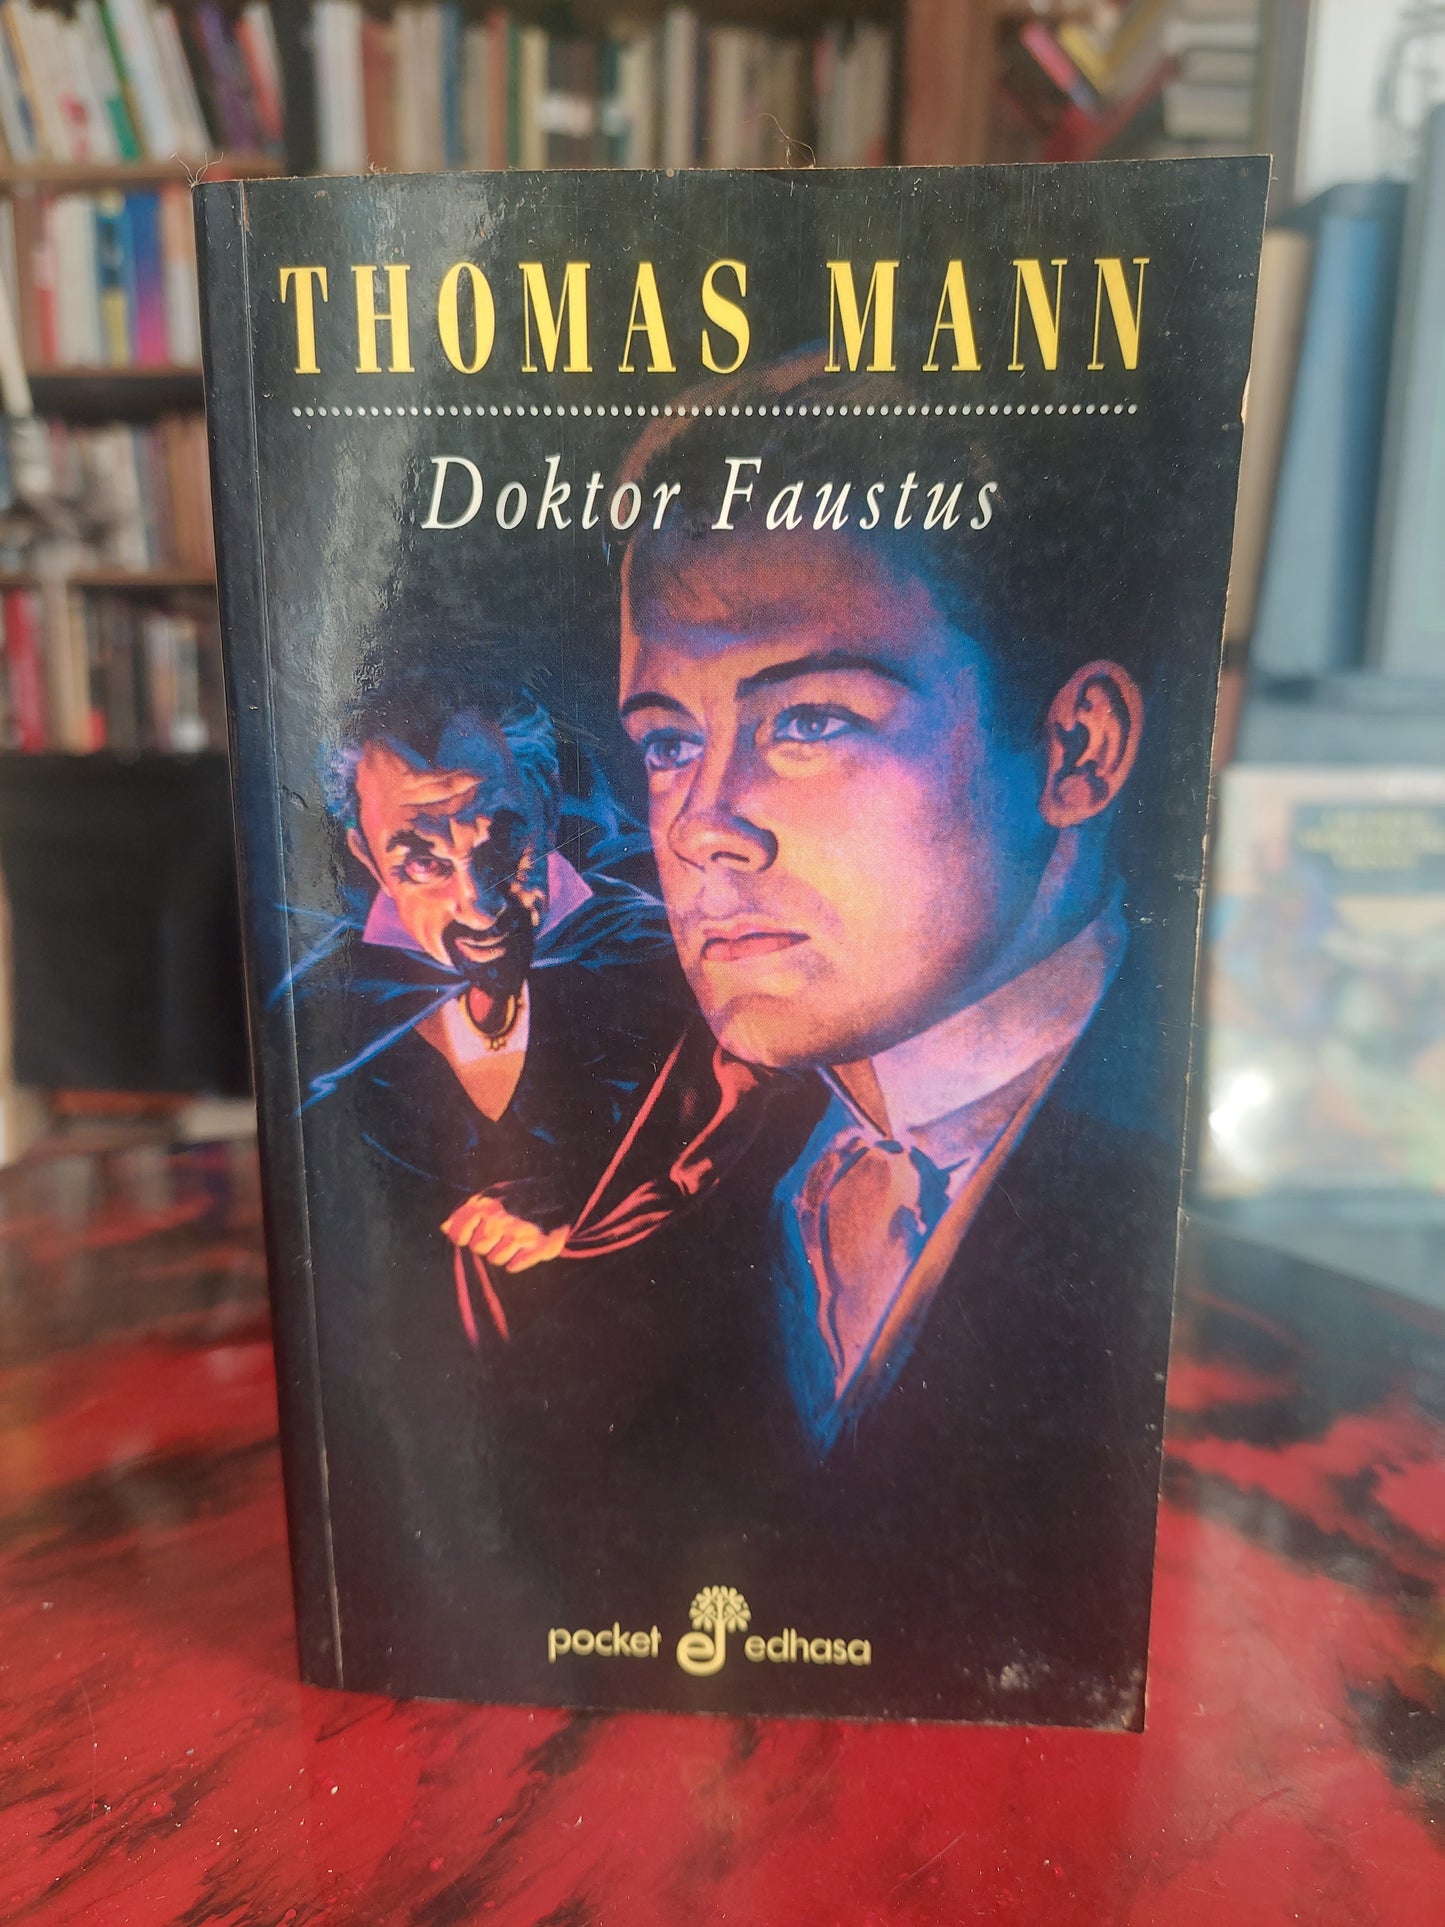 THOMAS MANN
Doktor Faustus
pocket edhasa